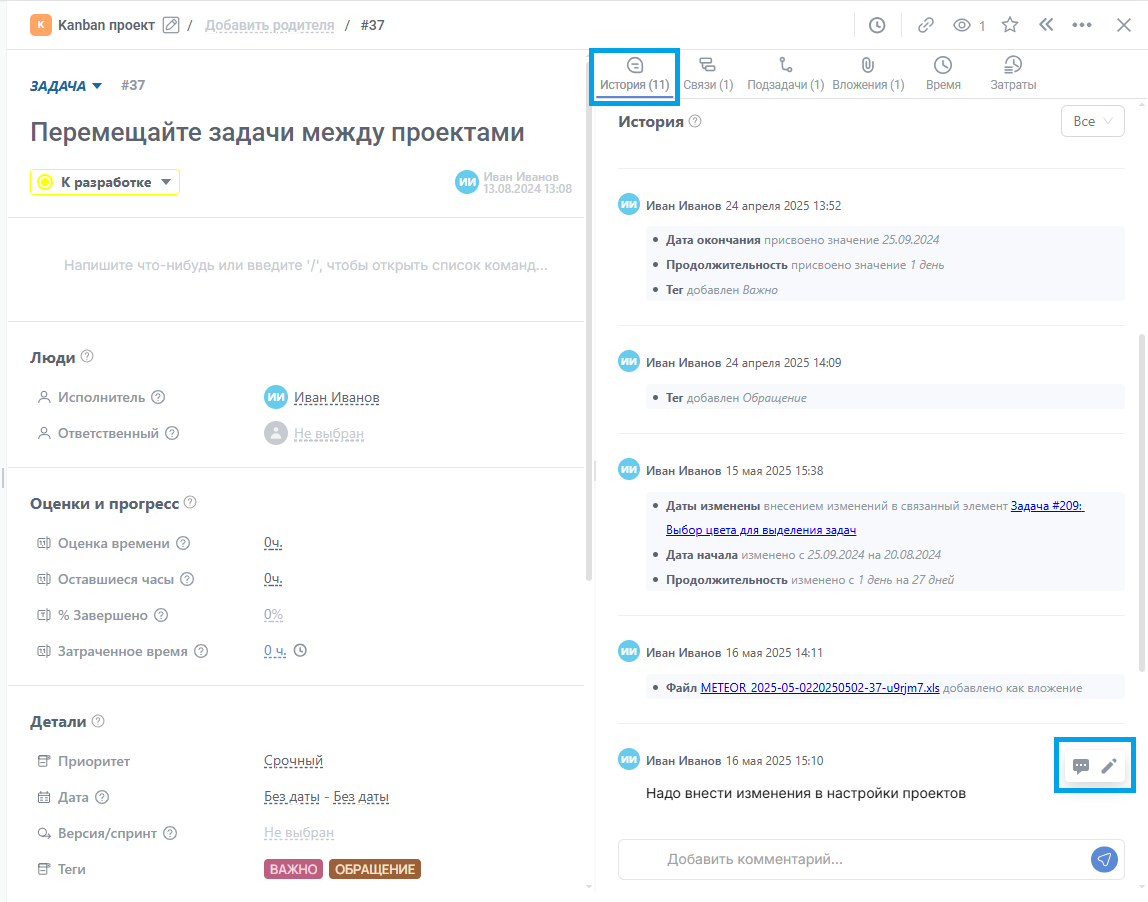 К Kanban проект / Добавить родителя / #37
1
ЗАДАЧА #37
Перемещайте задачи между проектами
К разработке
ИИ Иван Иванов
13.08.2024 13:08
Напишите что-нибудь или введите '/', чтобы открыть список команд...
Люди
Исполнитель ИИ Иван Иванов
Ответственный Не выбран
Оценки и прогресс
Оценка времени 0ч.
Оставшиеся часы 0ч.
% Завершено 0%
Затраченное время 0 ч.
Детали
Приоритет Срочный
Дата Без даты - Без даты
Версия/спринт Не выбран
Теги ВАЖНО ОБРАЩЕНИЕ
История (11) Связи (1) Подзадачи (1) Вложения (1) Время Затраты
История Все
ИИ Иван Иванов 24 апреля 2025 13:52
Дата окончания присвоено значение 25.09.2024
Продолжительность присвоено значение 1 день
Тег добавлен Важно
ИИ Иван Иванов 24 апреля 2025 14:09
Тег добавлен Обращение
ИИ Иван Иванов 15 мая 2025 15:38
Даты изменены внесением изменений в связанный элемент Задача #209:
Выбор цвета для выделения задач
Дата начала изменено с 25.09.2024 на 20.08.2024
Продолжительность изменено с 1 день на 27 дней
ИИ Иван Иванов 16 мая 2025 14:11
Файл METEOR_2025-05-0220250502-37-u9rjm7.xls добавлено как вложение
ИИ Иван Иванов 16 мая 2025 15:10
Надо внести изменения в настройки проектов
Добавить комментарий...